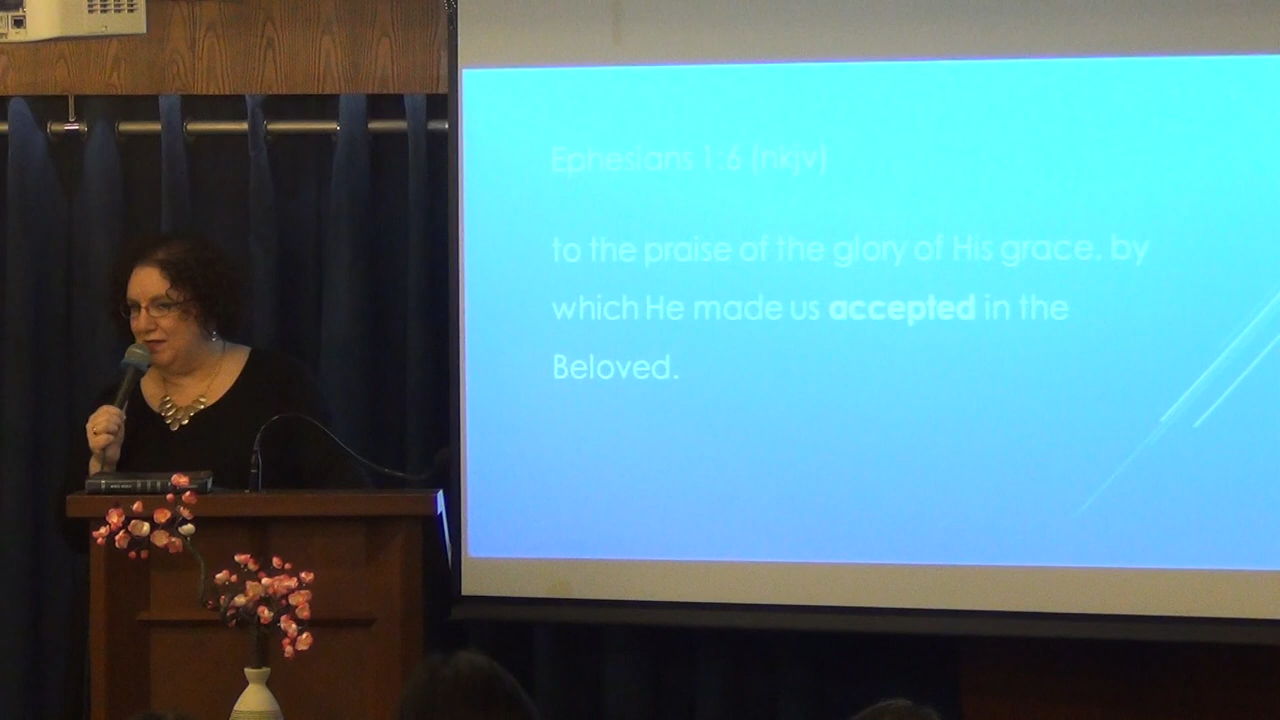 Ephesians 1:6 (nkjv)
to the praise of the glory of His grace, by
which He made us accepted in the
Beloved.